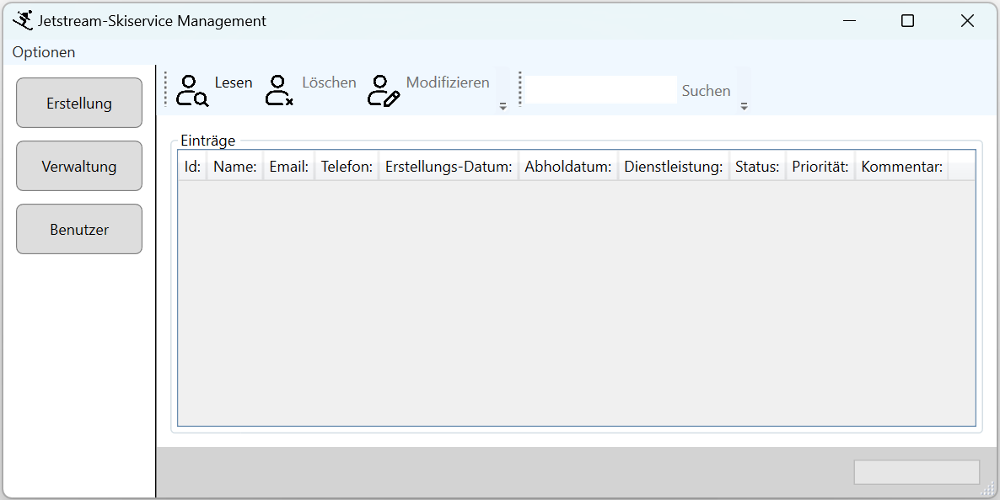 Jetstream-Skiservice Management
Optionen
Erstellung
Verwaltung
Benutzer
Lesen Löschen Modifizieren Suchen
Einträge
Id: Name: Email: Telefon: Erstellungs-Datum: Abholdatum: Dienstleistung: Status: Priorität: Kommentar: